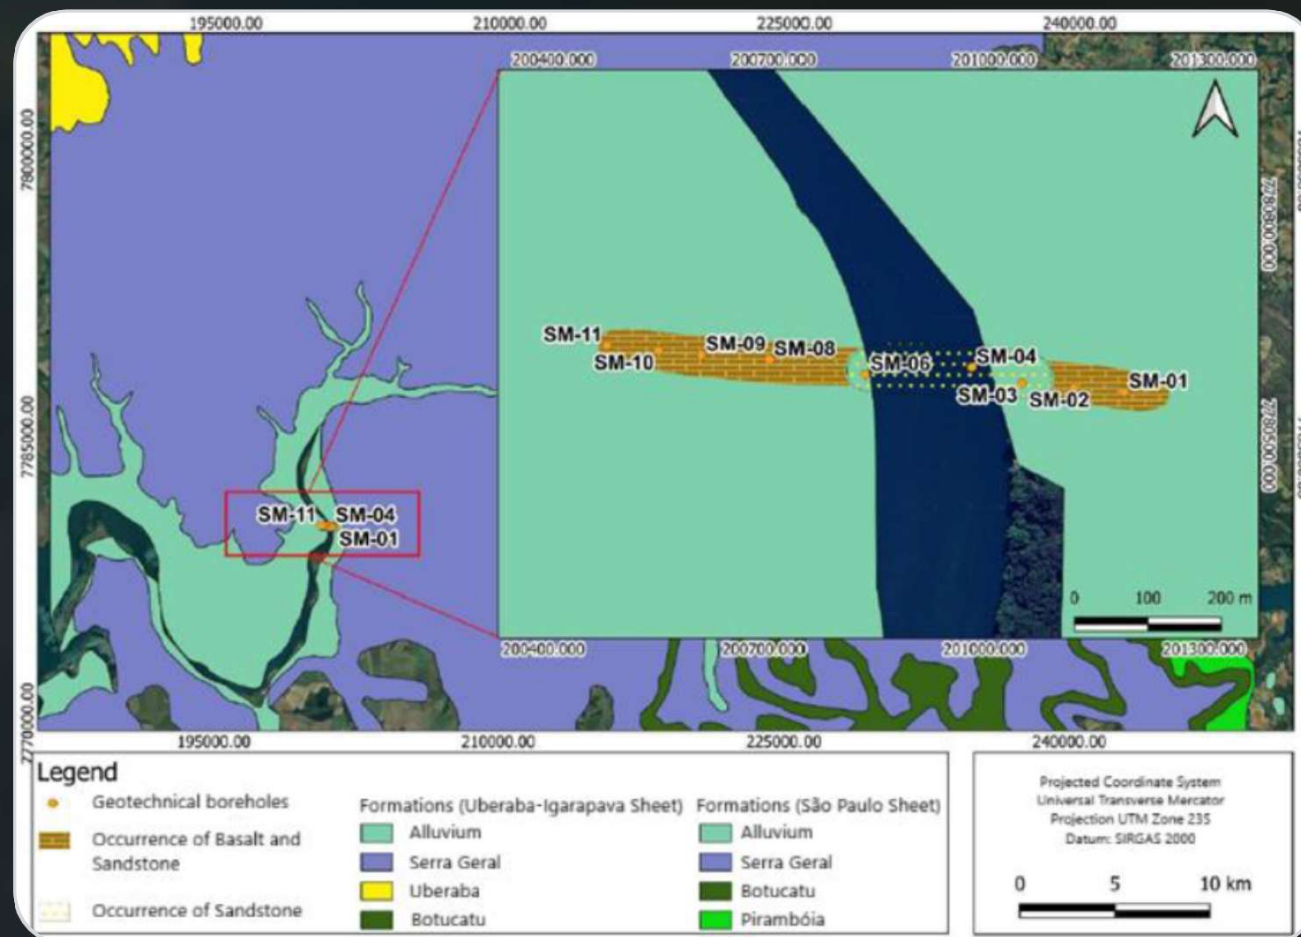 195000.00 210000.00 225000.00 240000.00
200400.000 200700.000 201000.000 201300.000
7800000.00
7780800.000
SM-11 SM-09 SM-08 SM-06 SM-04 SM-01
SM-10 SM-03 SM-02
7785000.00
7780500.000
SM-11 SM-04
SM-01
0 100 200 m
200400.000 200700.000 201000.000 201300.000
7770000.00
195000.00 210000.00 225000.00 240000.00
Legend
Geotechnical boreholes
Occurrence of Basalt and
Sandstone
Occurrence of Sandstone
Formations (Uberaba-Igarapava Sheet)
Alluvium
Serra Geral
Uberaba
Botucatu
Formations (São Paulo Sheet)
Alluvium
Serra Geral
Botucatu
Pirambóia
Projected Coordinate System
Universal Transverse Mercator
Projection UTM Zone 23S
Datum: SIRGAS 2000
0 5 10 km